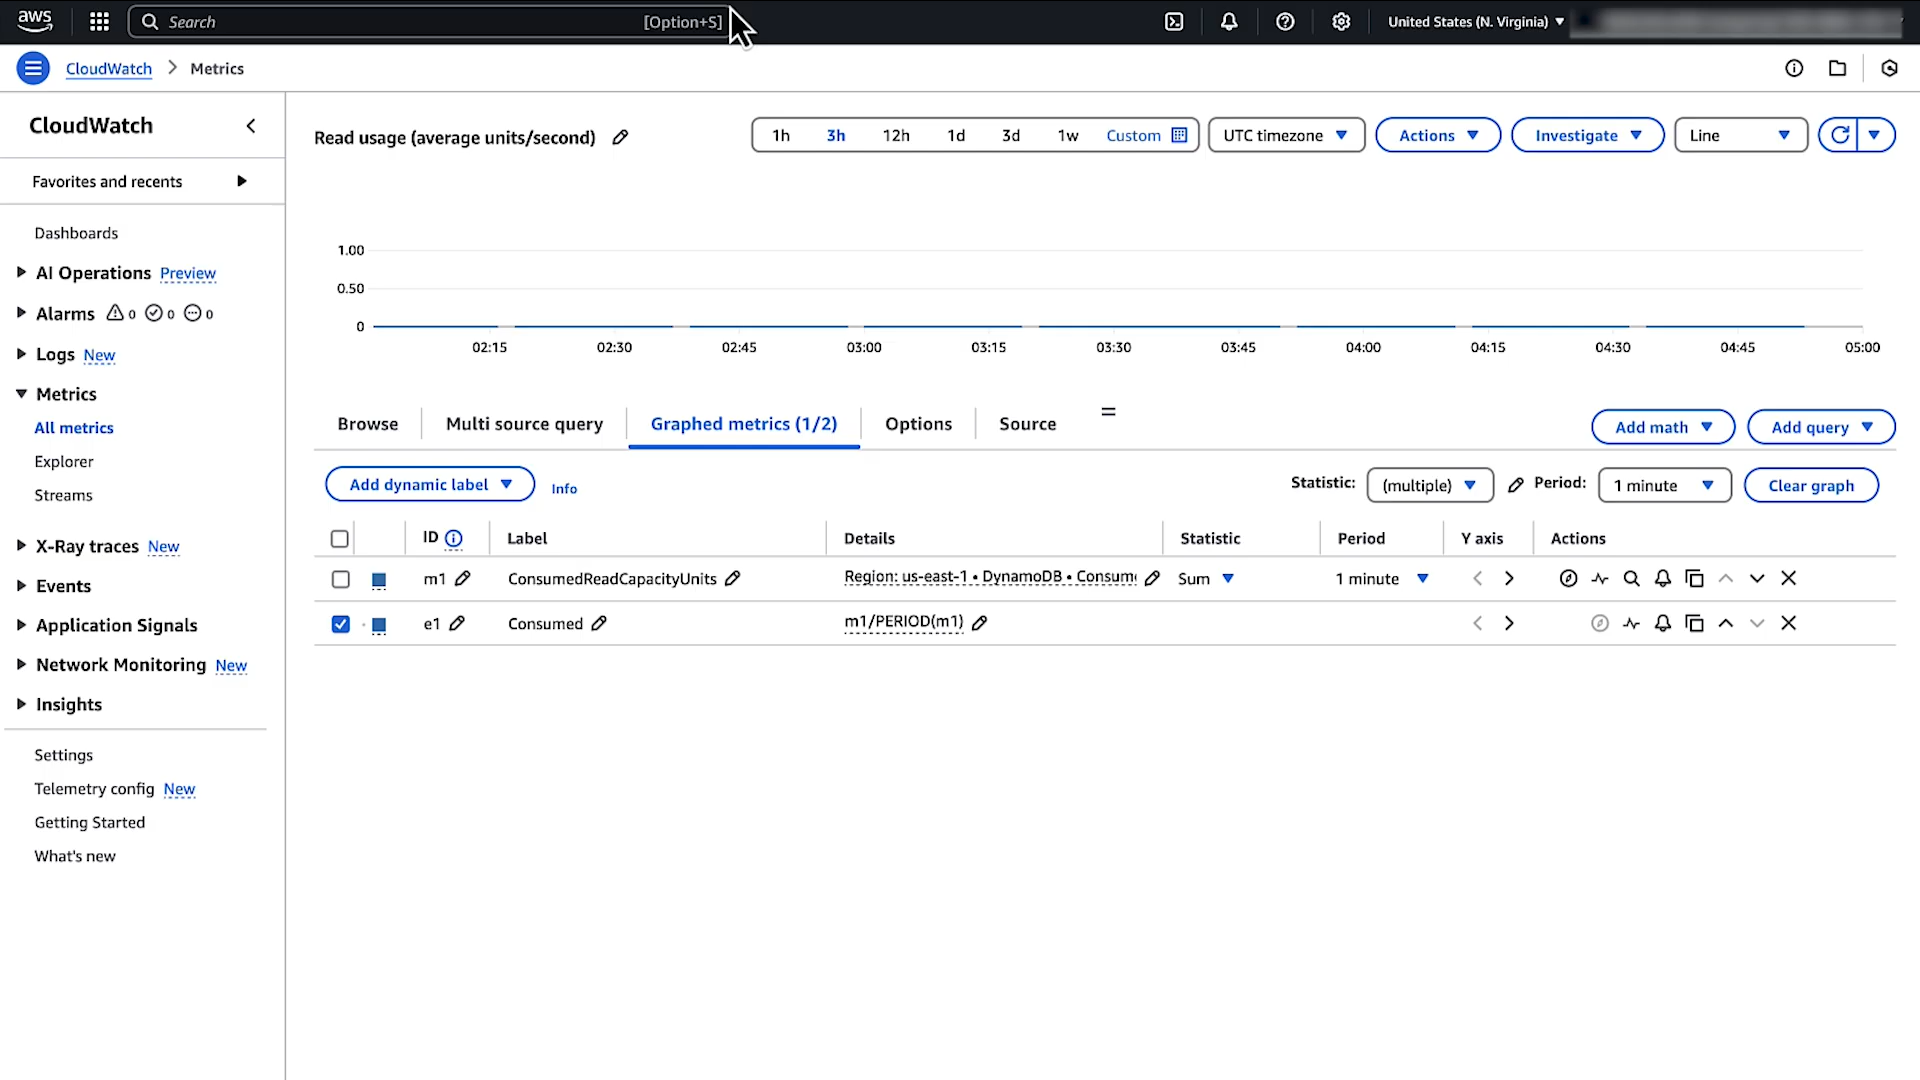 aws
Search [Option+S]
United States (N. Virginia)
CloudWatch > Metrics
CloudWatch
Favorites and recents
Dashboards
AI Operations Preview
Alarms 0 0 0
Logs New
Metrics
All metrics
Explorer
Streams
X-Ray traces New
Events
Application Signals
Network Monitoring New
Insights
Settings
Telemetry config New
Getting Started
What's new
Read usage (average units/second)
1h 3h 12h 1d 3d 1w Custom UTC timezone Actions Investigate Line
1.00
0.50
0
02:15 02:30 02:45 03:00 03:15 03:30 03:45 04:00 04:15 04:30 04:45 05:00
Browse Multi source query Graphed metrics (1/2) Options Source Add math Add query
Add dynamic label Info Statistic: (multiple) Period: 1 minute Clear graph
ID Label Details Statistic Period Y axis Actions
m1 ConsumedReadCapacityUnits Region: us-east-1 • DynamoDB • Consum Sum 1 minute
e1 Consumed m1/PERIOD(m1)